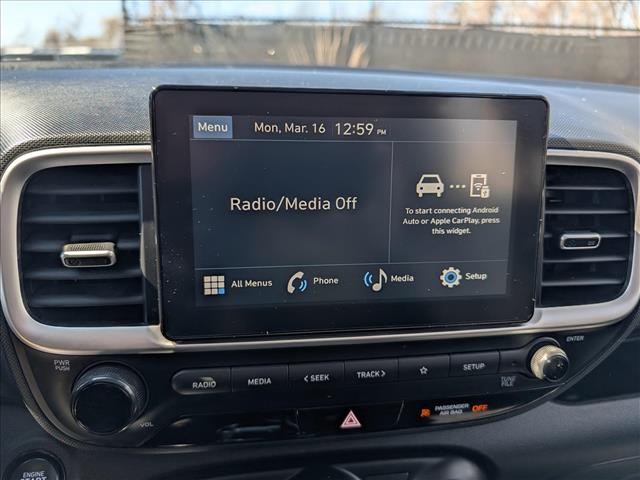 Menu Mon, Mar. 16 12:59 PM
Radio/Media Off
To start connecting Android
Auto or Apple CarPlay, press
this widget.
All Menus Phone Media Setup
PWR
PUSH
VOL
RADIO MEDIA < SEEK TRACK > ☆ SETUP
ENTER
TUNE
FILE
PASSENGER
AIR BAG OFF
ENGINE
START